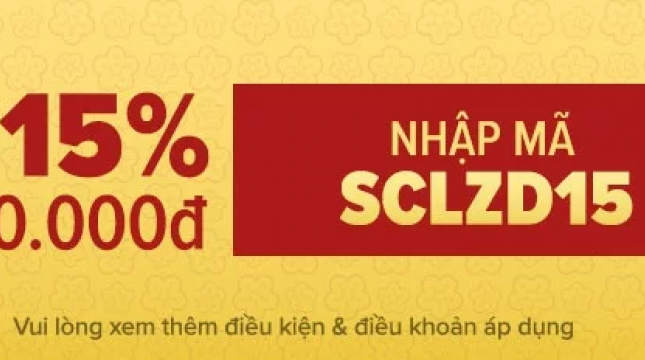 15%
0.000đ
NHẬP MÃ
SCLZD15
Vui lòng xem thêm điều kiện & điều khoản áp dụng